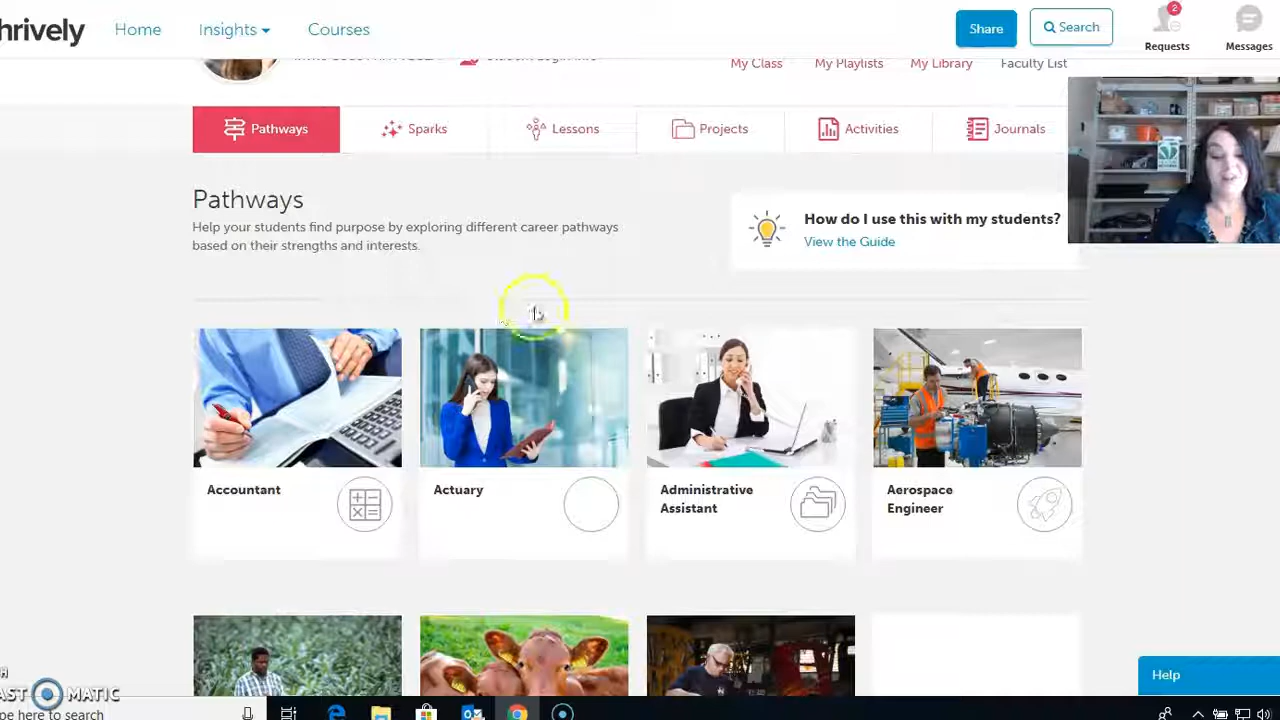 hrively
Home
Insights
Courses
Share
Search
2
Requests
Messages
My Class
My Playlists
My Library
Faculty List
Pathways
Sparks
Lessons
Projects
Activities
Journals
Pathways
Help your students find purpose by exploring different career pathways
based on their strengths and interests.
How do I use this with my students?
View the Guide
Accountant
Actuary
Administrative
Assistant
Aerospace
Engineer
Help
H
AST MATIC
pe here to search